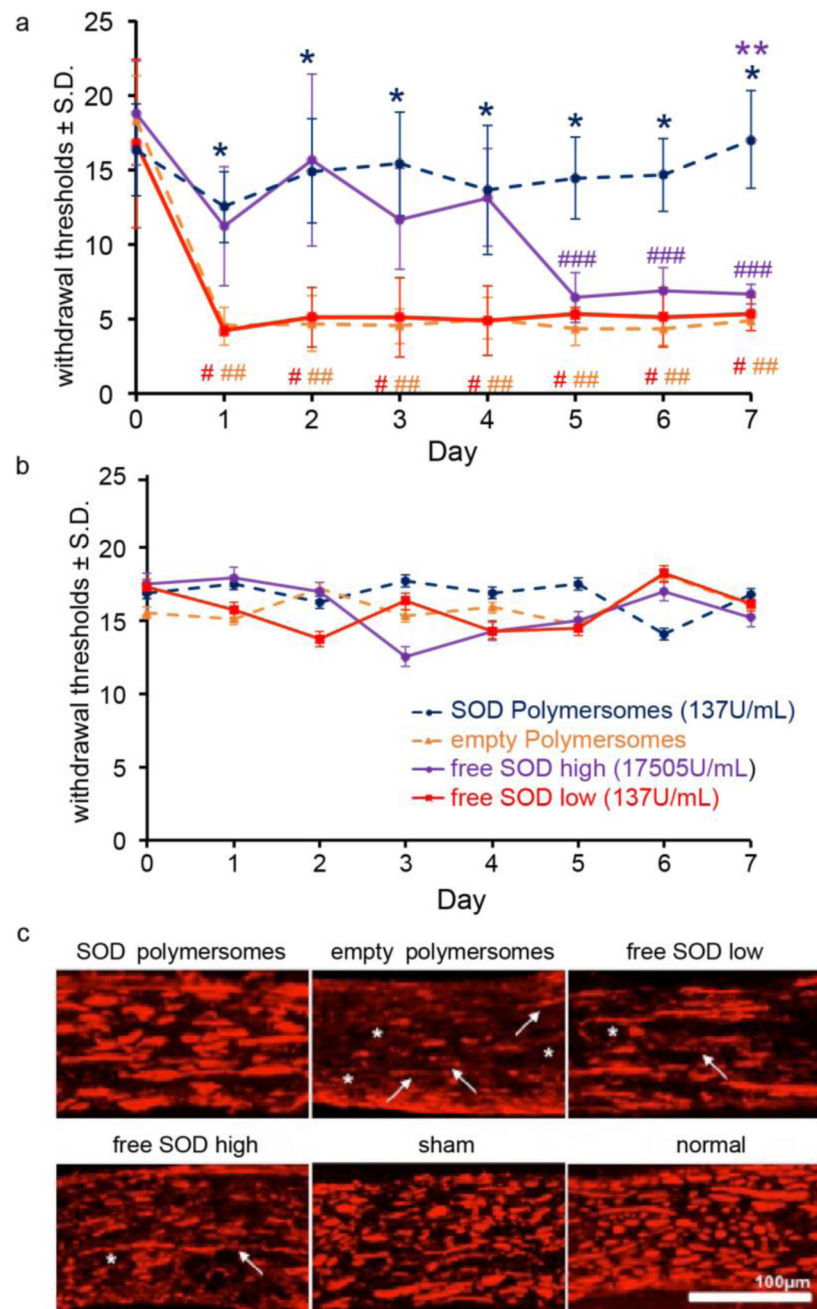 a
withdrawal thresholds ± S.D.
25
20
15
10
5
0
* * * * * * ** *
### ### ###
# ## # ## # ## # ## # ## # ## # ##
0 1 2 3 4 5 6 7
Day
b
withdrawal thresholds ± S.D.
25
20
15
10
5
0
SOD Polymersomes (137U/mL)
empty Polymersomes
free SOD high (17505U/mL)
free SOD low (137U/mL)
0 1 2 3 4 5 6 7
Day
c
SOD polymersomes empty polymersomes free SOD low
* * *
*
free SOD high sham normal
*
100µm